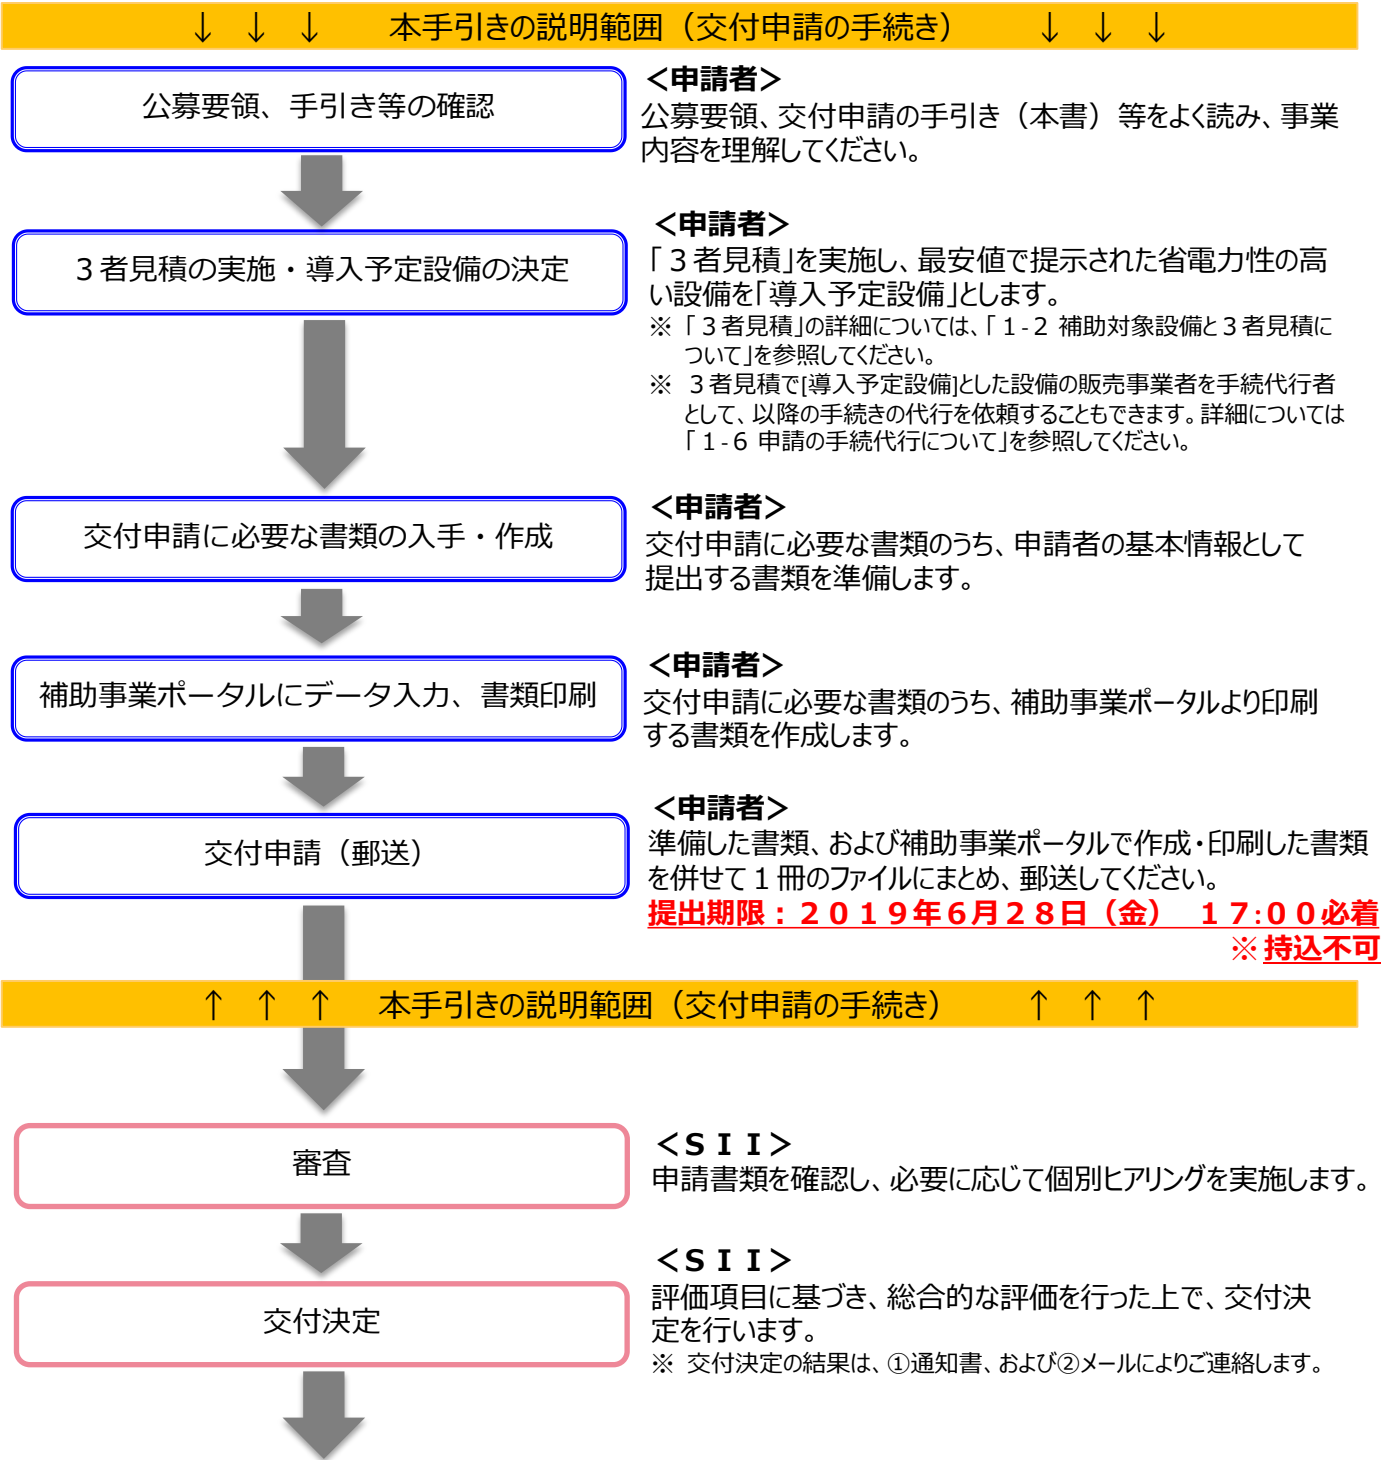 ↓ ↓ ↓ 本手引きの説明範囲（交付申請の手続き） ↓ ↓ ↓
公募要領、手引き等の確認
＜申請者＞
公募要領、交付申請の手引き（本書）等をよく読み、事業
内容を理解してください。
３者見積の実施・導入予定設備の決定
＜申請者＞
「３者見積」を実施し、最安値で提示された省電力性の高
い設備を「導入予定設備」とします。
※「３者見積」の詳細については、「１-２ 補助対象設備と３者見積に
ついて」を参照してください。
※ ３者見積で[導入予定設備]とした設備の販売事業者を手続代行者
として、以降の手続きの代行を依頼することもできます。詳細については
「１-６ 申請の手続代行について」を参照してください。
交付申請に必要な書類の入手・作成
＜申請者＞
交付申請に必要な書類のうち、申請者の基本情報として
提出する書類を準備します。
補助事業ポータルにデータ入力、書類印刷
＜申請者＞
交付申請に必要な書類のうち、補助事業ポータルより印刷
する書類を作成します。
交付申請（郵送）
＜申請者＞
準備した書類、および補助事業ポータルで作成・印刷した書類
を併せて１冊のファイルにまとめ、郵送してください。
提出期限：２０１９年６月２８日（金） １７:００必着
※持込不可
↑ ↑ ↑ 本手引きの説明範囲（交付申請の手続き） ↑ ↑ ↑
審査
＜ＳＩＩ＞
申請書類を確認し、必要に応じて個別ヒアリングを実施します。
交付決定
＜ＳＩＩ＞
評価項目に基づき、総合的な評価を行った上で、交付決
定を行います。
※ 交付決定の結果は、①通知書、および②メールによりご連絡します。